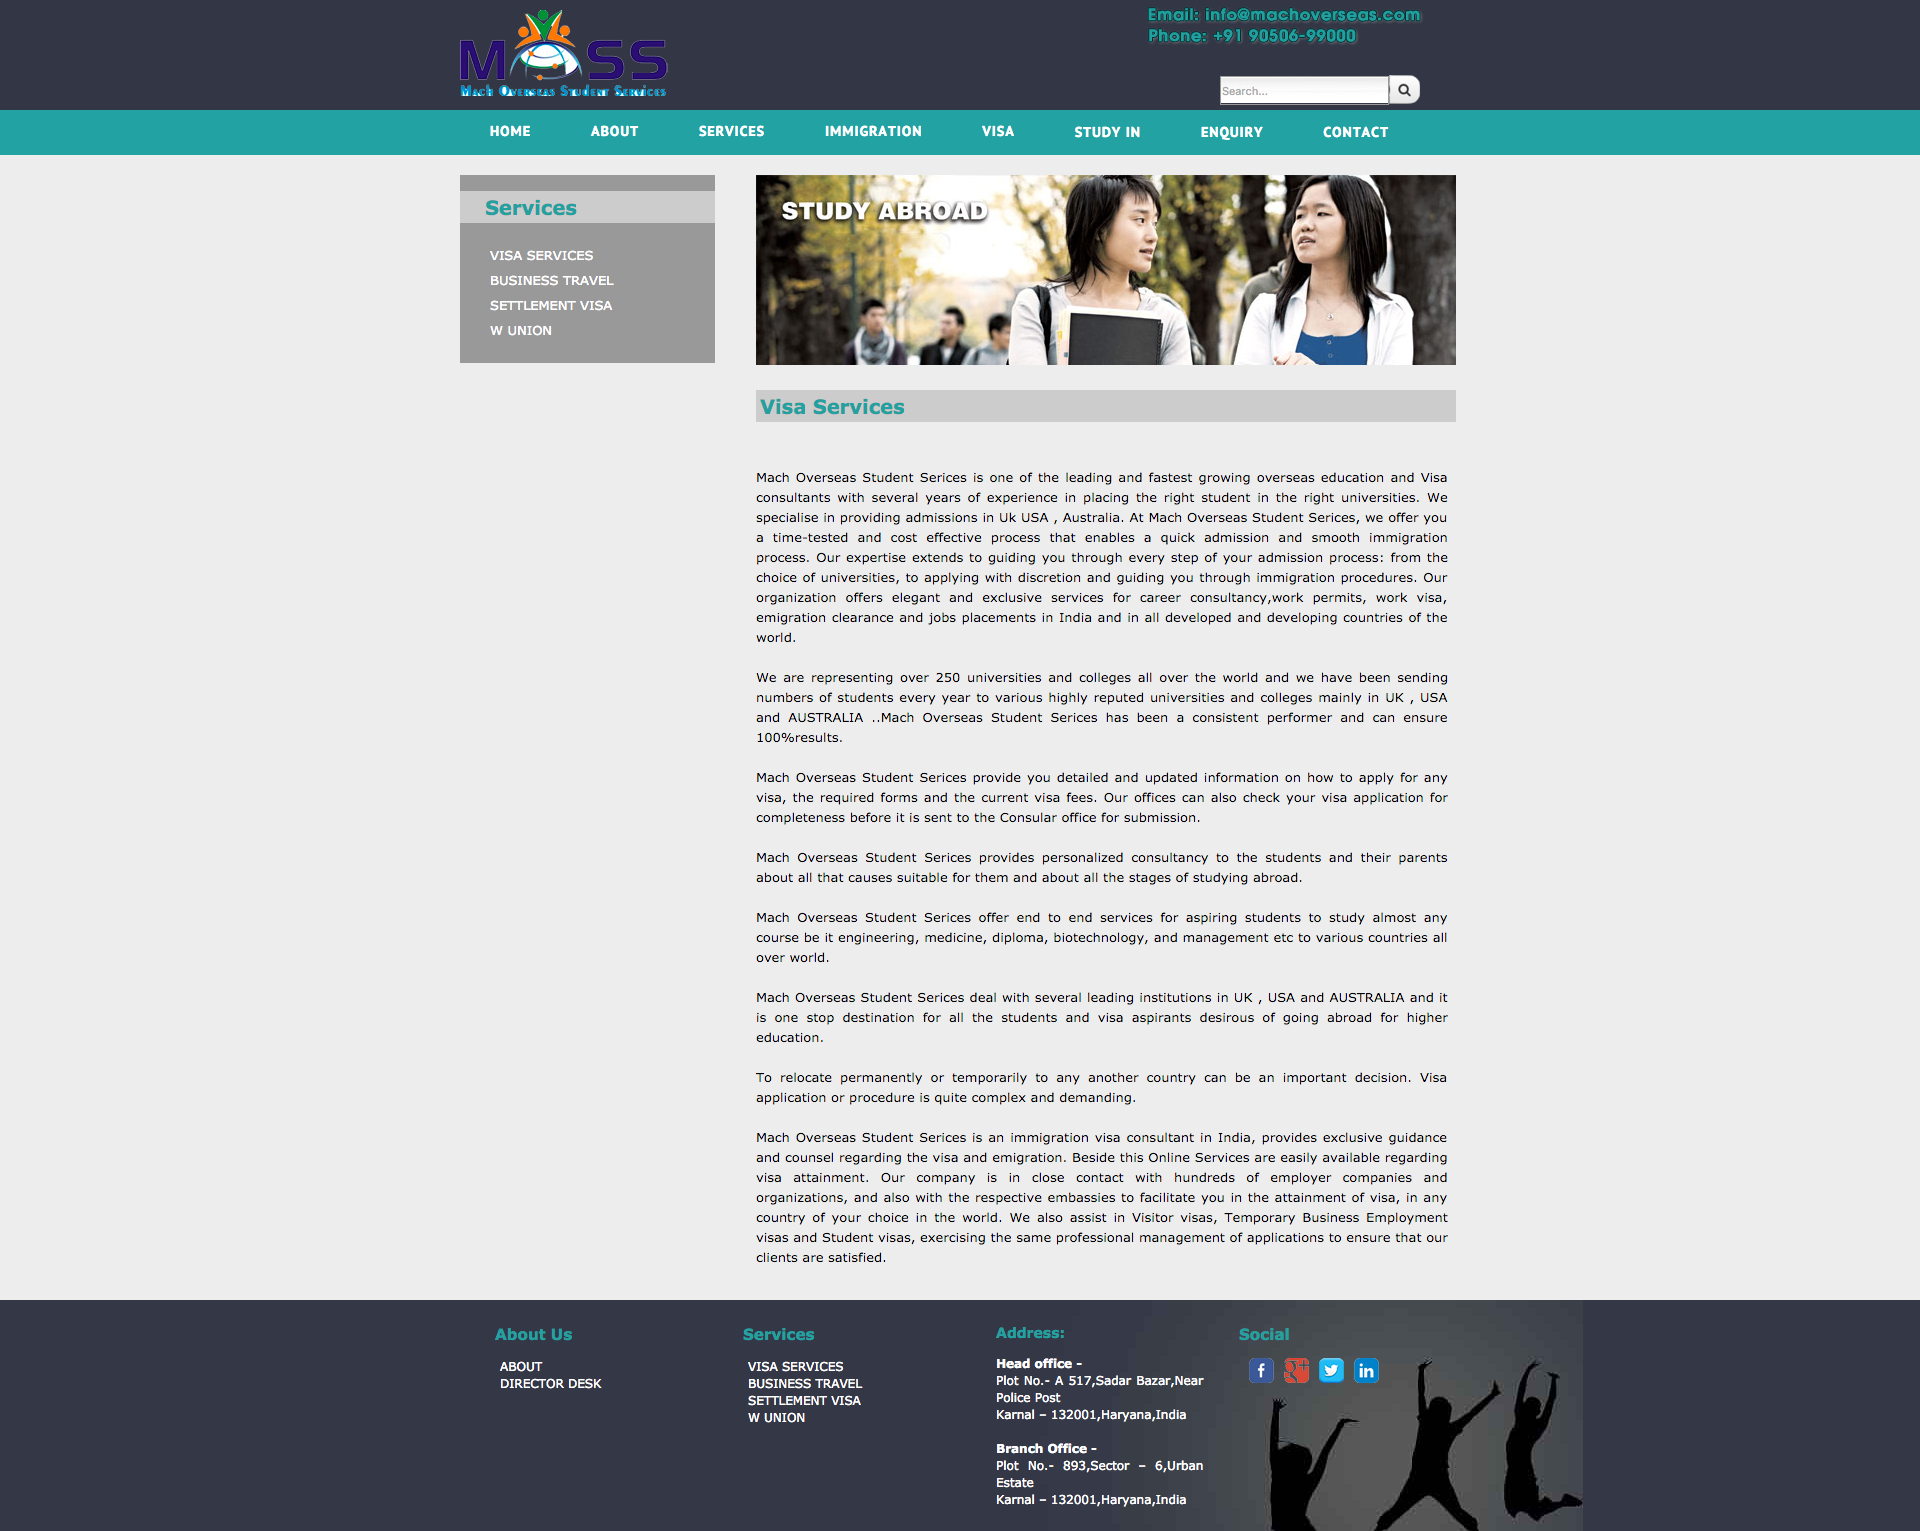 MOSS
Mach Overseas Student Services
Email: info@machoverseas.com
Phone: +91 90506-99000
Search...
HOME ABOUT SERVICES IMMIGRATION VISA STUDY IN ENQUIRY CONTACT
Services
VISA SERVICES
BUSINESS TRAVEL
SETTLEMENT VISA
W UNION
STUDY ABROAD
Visa Services
Mach Overseas Student Serices is one of the leading and fastest growing overseas education and Visa
consultants with several years of experience in placing the right student in the right universities. We
specialise in providing admissions in Uk USA , Australia. At Mach Overseas Student Serices, we offer you
a time-tested and cost effective process that enables a quick admission and smooth immigration
process. Our expertise extends to guiding you through every step of your admission process: from the
choice of universities, to applying with discretion and guiding you through immigration procedures. Our
organization offers elegant and exclusive services for career consultancy,work permits, work visa,
emigration clearance and jobs placements in India and in all developed and developing countries of the
world.
We are representing over 250 universities and colleges all over the world and we have been sending
numbers of students every year to various highly reputed universities and colleges mainly in UK , USA
and AUSTRALIA ..Mach Overseas Student Serices has been a consistent performer and can ensure
100%results.
Mach Overseas Student Serices provide you detailed and updated information on how to apply for any
visa, the required forms and the current visa fees. Our offices can also check your visa application for
completeness before it is sent to the Consular office for submission.
Mach Overseas Student Serices provides personalized consultancy to the students and their parents
about all that causes suitable for them and about all the stages of studying abroad.
Mach Overseas Student Serices offer end to end services for aspiring students to study almost any
course be it engineering, medicine, diploma, biotechnology, and management etc to various countries all
over world.
Mach Overseas Student Serices deal with several leading institutions in UK , USA and AUSTRALIA and it
is one stop destination for all the students and visa aspirants desirous of going abroad for higher
education.
To relocate permanently or temporarily to any another country can be an important decision. Visa
application or procedure is quite complex and demanding.
Mach Overseas Student Serices is an immigration visa consultant in India, provides exclusive guidance
and counsel regarding the visa and emigration. Beside this Online Services are easily available regarding
visa attainment. Our company is in close contact with hundreds of employer companies and
organizations, and also with the respective embassies to facilitate you in the attainment of visa, in any
country of your choice in the world. We also assist in Visitor visas, Temporary Business Employment
visas and Student visas, exercising the same professional management of applications to ensure that our
clients are satisfied.
About Us
ABOUT
DIRECTOR DESK
Services
VISA SERVICES
BUSINESS TRAVEL
SETTLEMENT VISA
W UNION
Address:
Head office -
Plot No.- A 517,Sadar Bazar,Near
Police Post
Karnal – 132001,Haryana,India
Branch Office -
Plot No.- 893,Sector – 6,Urban
Estate
Karnal – 132001,Haryana,India
Social